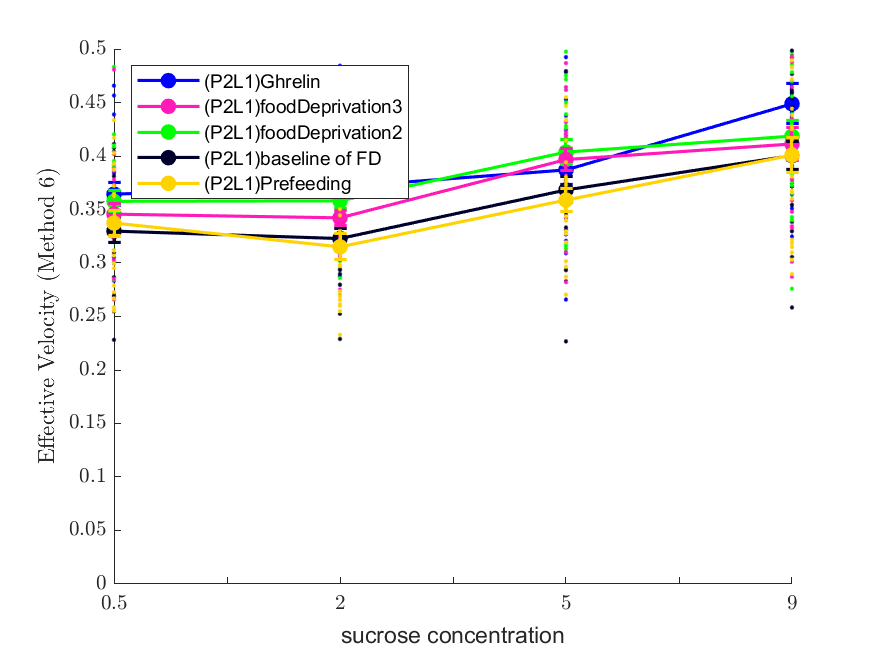 0.5
0.45
0.4
0.35
0.3
0.25
0.2
0.15
0.1
0.05
0
Effective Velocity (Method 6)
(P2L1)Ghrelin
(P2L1)foodDeprivation3
(P2L1)foodDeprivation2
(P2L1)baseline of FD
(P2L1)Prefeeding
0.5 2 5 9
sucrose concentration